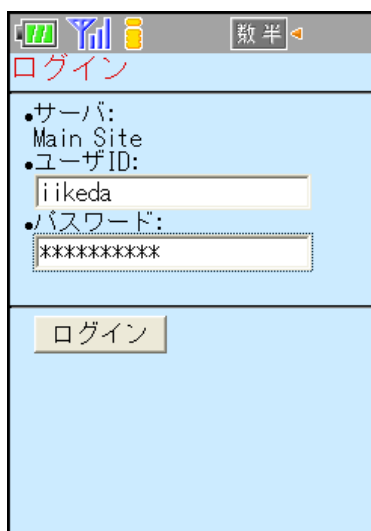 数半
ログイン
•サーバ:
Main Site
•ユーザID:
iikeda
•パスワード:
**********
ログイン